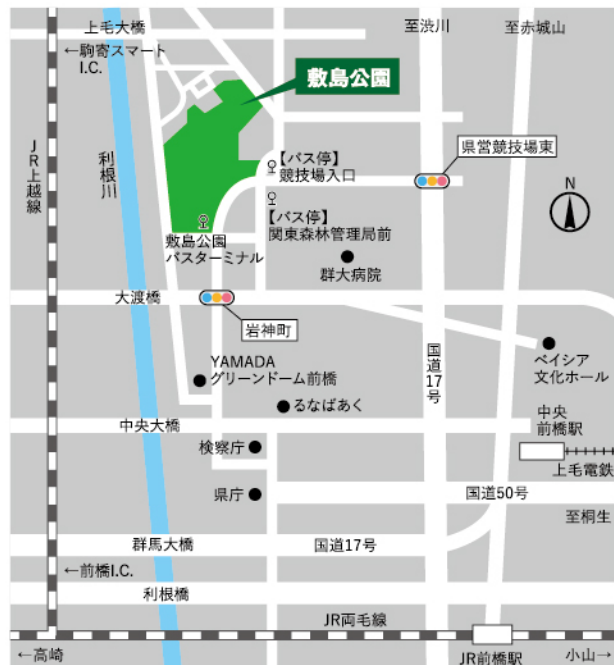 上毛大橋
至渋川
至赤城山
←駒寄スマート
I.C.
敷島公園
県営競技場東
JR上越線
利根川
【バス停】
競技場入口
N
【バス停】
関東森林管理局前
敷島公園
バスターミナル
群大病院
大渡橋
岩神町
国道17号
ベイシア
文化ホール
YAMADA
グリーンドーム前橋
るなぱあく
中央大橋
中央
前橋駅
上毛電鉄
検察庁
県庁
国道50号
至桐生
群馬大橋
国道17号
←前橋I.C.
利根橋
JR両毛線
←高崎
JR前橋駅
小山→